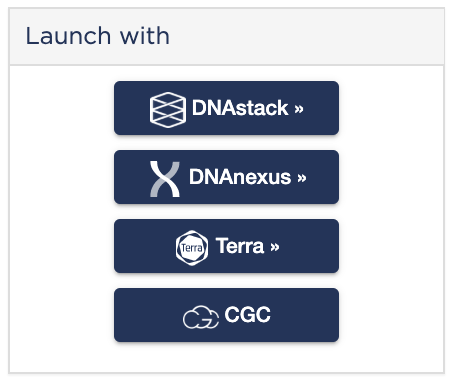 Launch with
DNAstack »
DNAnexus »
Terra Terra »
CGC